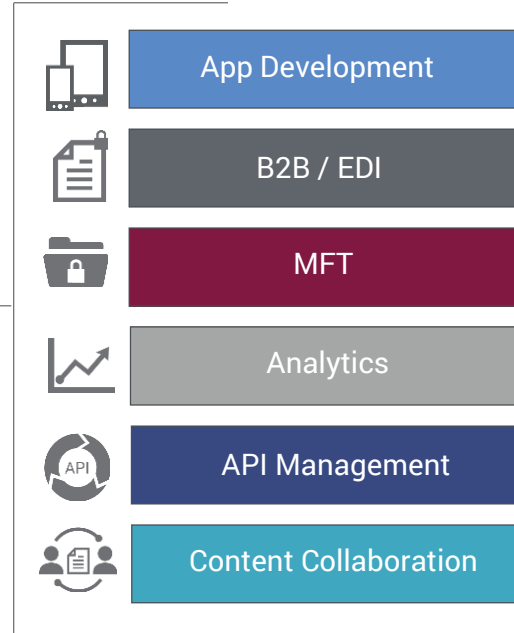 App Development
B2B / EDI
MFT
Analytics
API
API Management
Content Collaboration